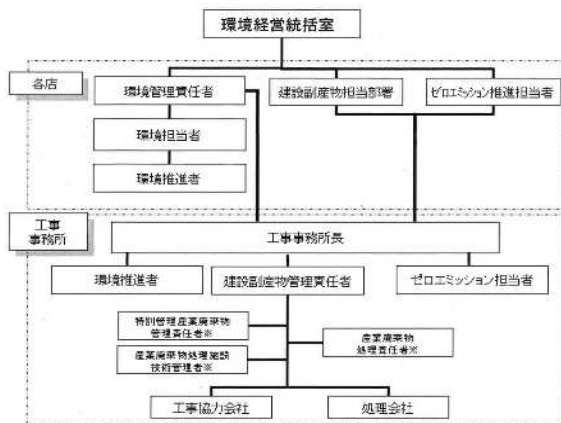 環境経営統括室
各店
環境管理責任者
建設副産物担当部署
ゼロエミッション推進担当者
環境担当者
環境推進者
工事
事務所
工事事務所長
環境推進者
建設副産物管理責任者
ゼロエミッション担当者
特別管理産業廃棄物
管理責任者※
産業廃棄物
処理責任者※
産業廃棄物処理施設
技術管理者※
工事協力会社
処理会社